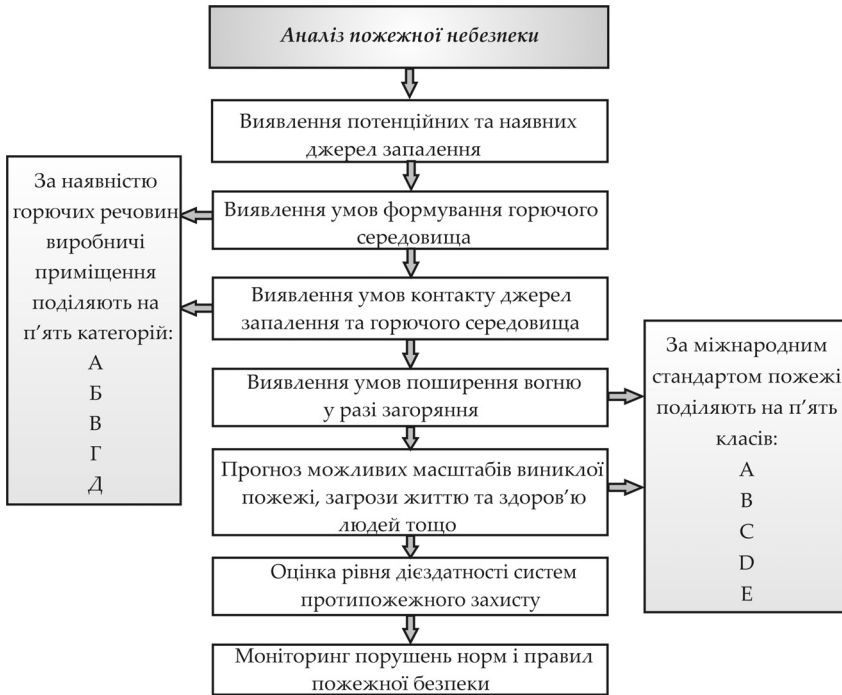 Аналіз пожежної небезпеки
Виявлення потенційних та наявних
джерел запалення
Виявлення умов формування горючого
середовища
Виявлення умов контакту джерел
запалення та горючого середовища
Виявлення умов поширення вогню
у разі загоряння
Прогноз можливих масштабів виниклої
пожежі, загрози життю та здоров’ю
людей тощо
Оцінка рівня дієздатності систем
протипожежного захисту
Моніторинг порушень норм і правил
пожежної безпеки
За наявністю
горючих речовин
виробничі
приміщення
поділяють на
п’ять категорій:
А
Б
В
Г
Д
За міжнародним
стандартом пожежі
поділяють на п’ять
класів:
A
B
C
D
E